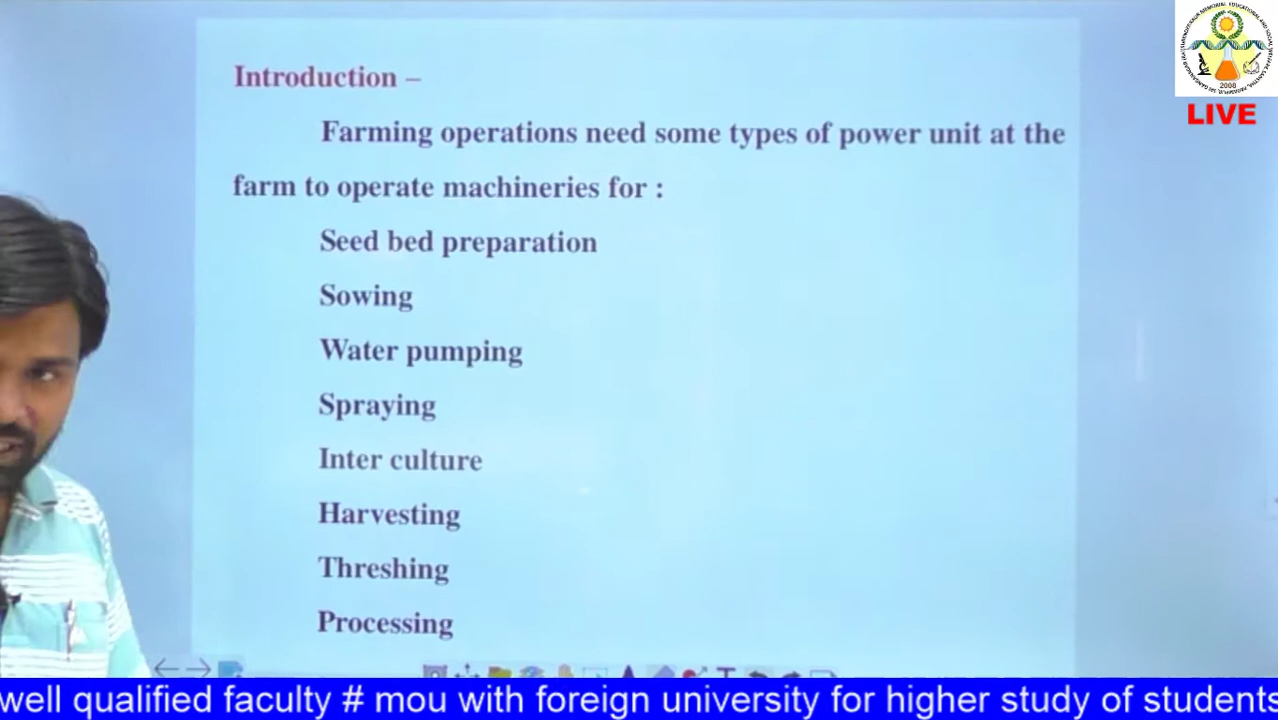 Introduction –
Farming operations need some types of power unit at the
farm to operate machineries for :
Seed bed preparation
Sowing
Water pumping
Spraying
Inter culture
Harvesting
Threshing
Processing
2008
LIVE
well qualified faculty # mou with foreign university for higher study of students